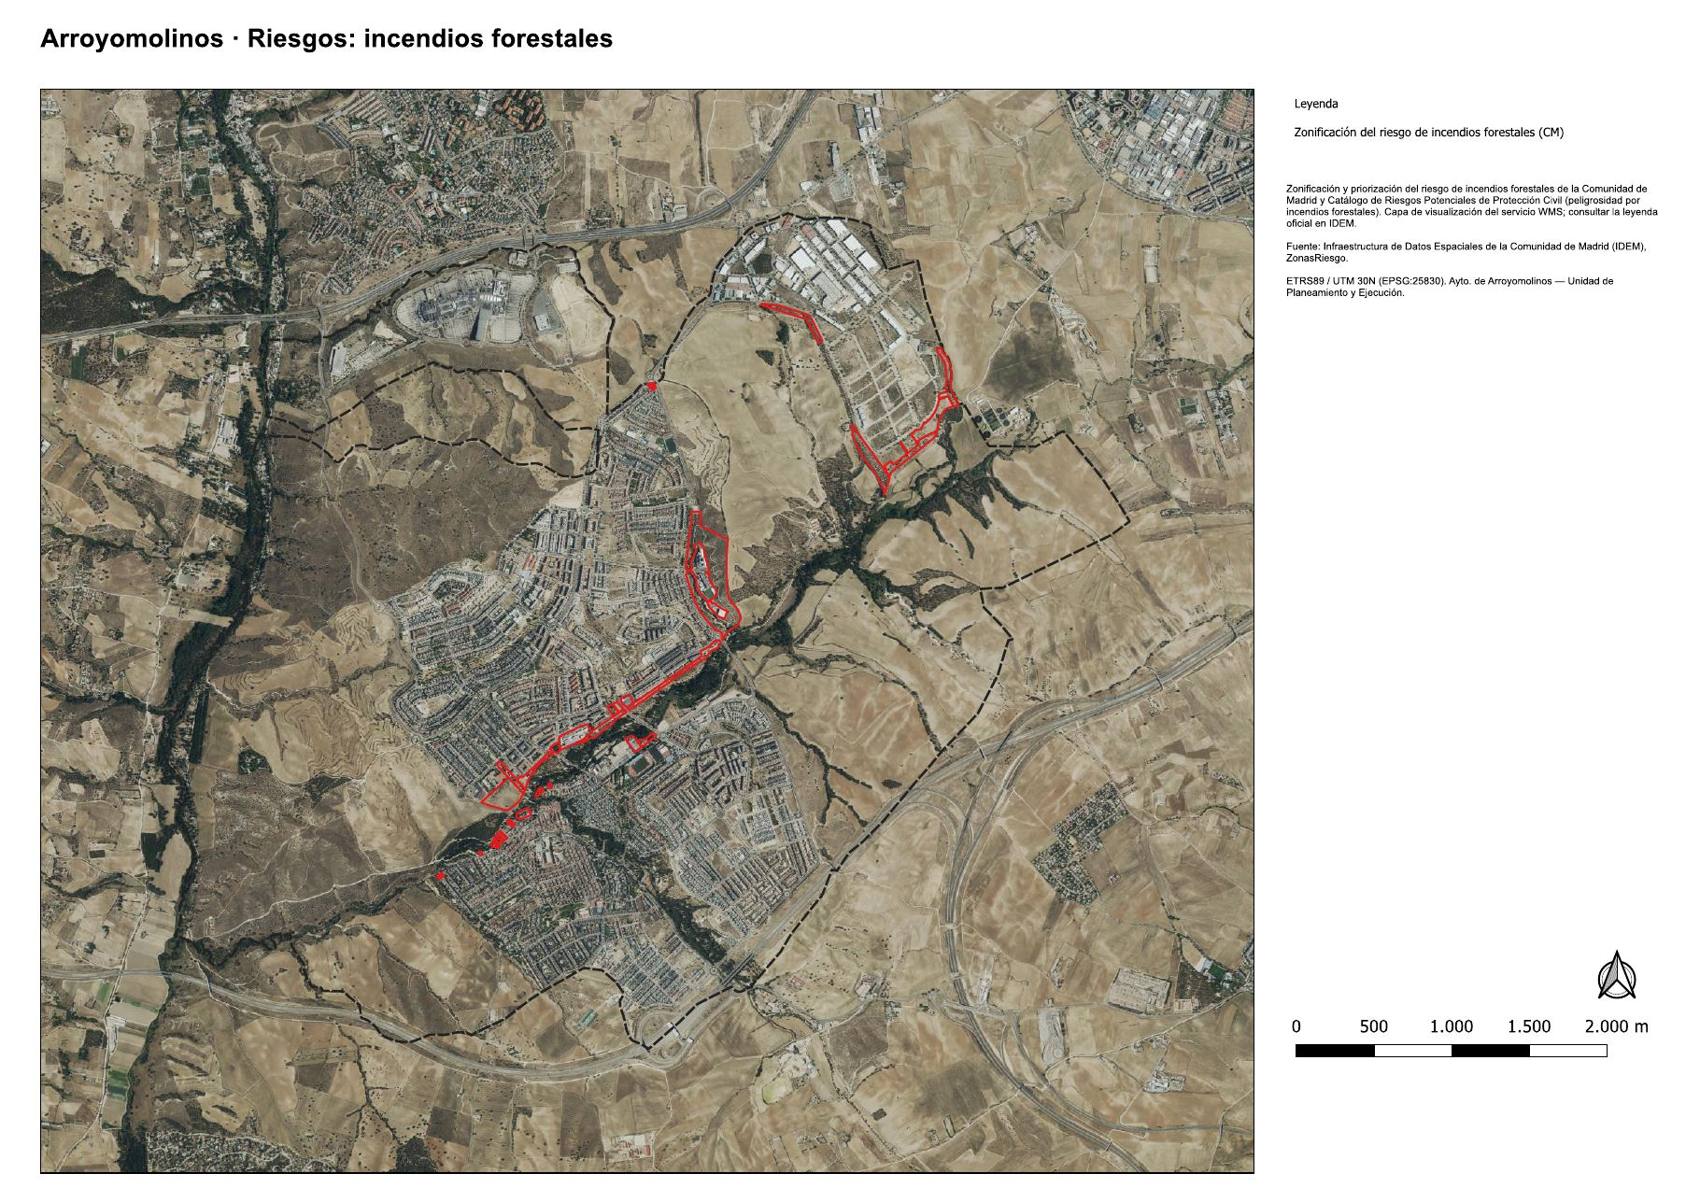 Arroyomolinos · Riesgos: incendios forestales
Leyenda
Zonificación del riesgo de incendios forestales (CM)
Zonificación y priorización del riesgo de incendios forestales de la Comunidad de
Madrid y Catálogo de Riesgos Potenciales de Protección Civil (peligrosidad por
incendios forestales). Capa de visualización del servicio WMS; consultar la leyenda
oficial en IDEM.
Fuente: Infraestructura de Datos Espaciales de la Comunidad de Madrid (IDEM),
ZonasRiesgo.
ETRS89 / UTM 30N (EPSG:25830). Ayto. de Arroyomolinos — Unidad de
Planeamiento y Ejecución.
0 500 1.000 1.500 2.000 m